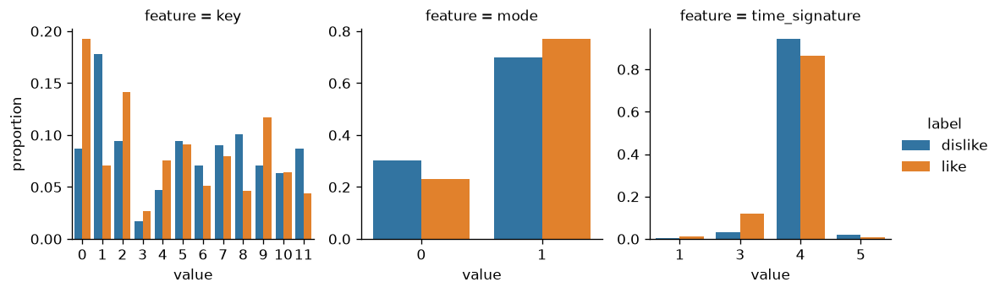 feature = key
0.20
0.15
0.10
0.05
0.00
proportion
0 1 2 3 4 5 6 7 8 9 10 11
value
feature = mode
0.8
0.6
0.4
0.2
0.0
0 1
value
feature = time_signature
0.8
0.6
0.4
0.2
0.0
1 3 4 5
value
label
dislike
like